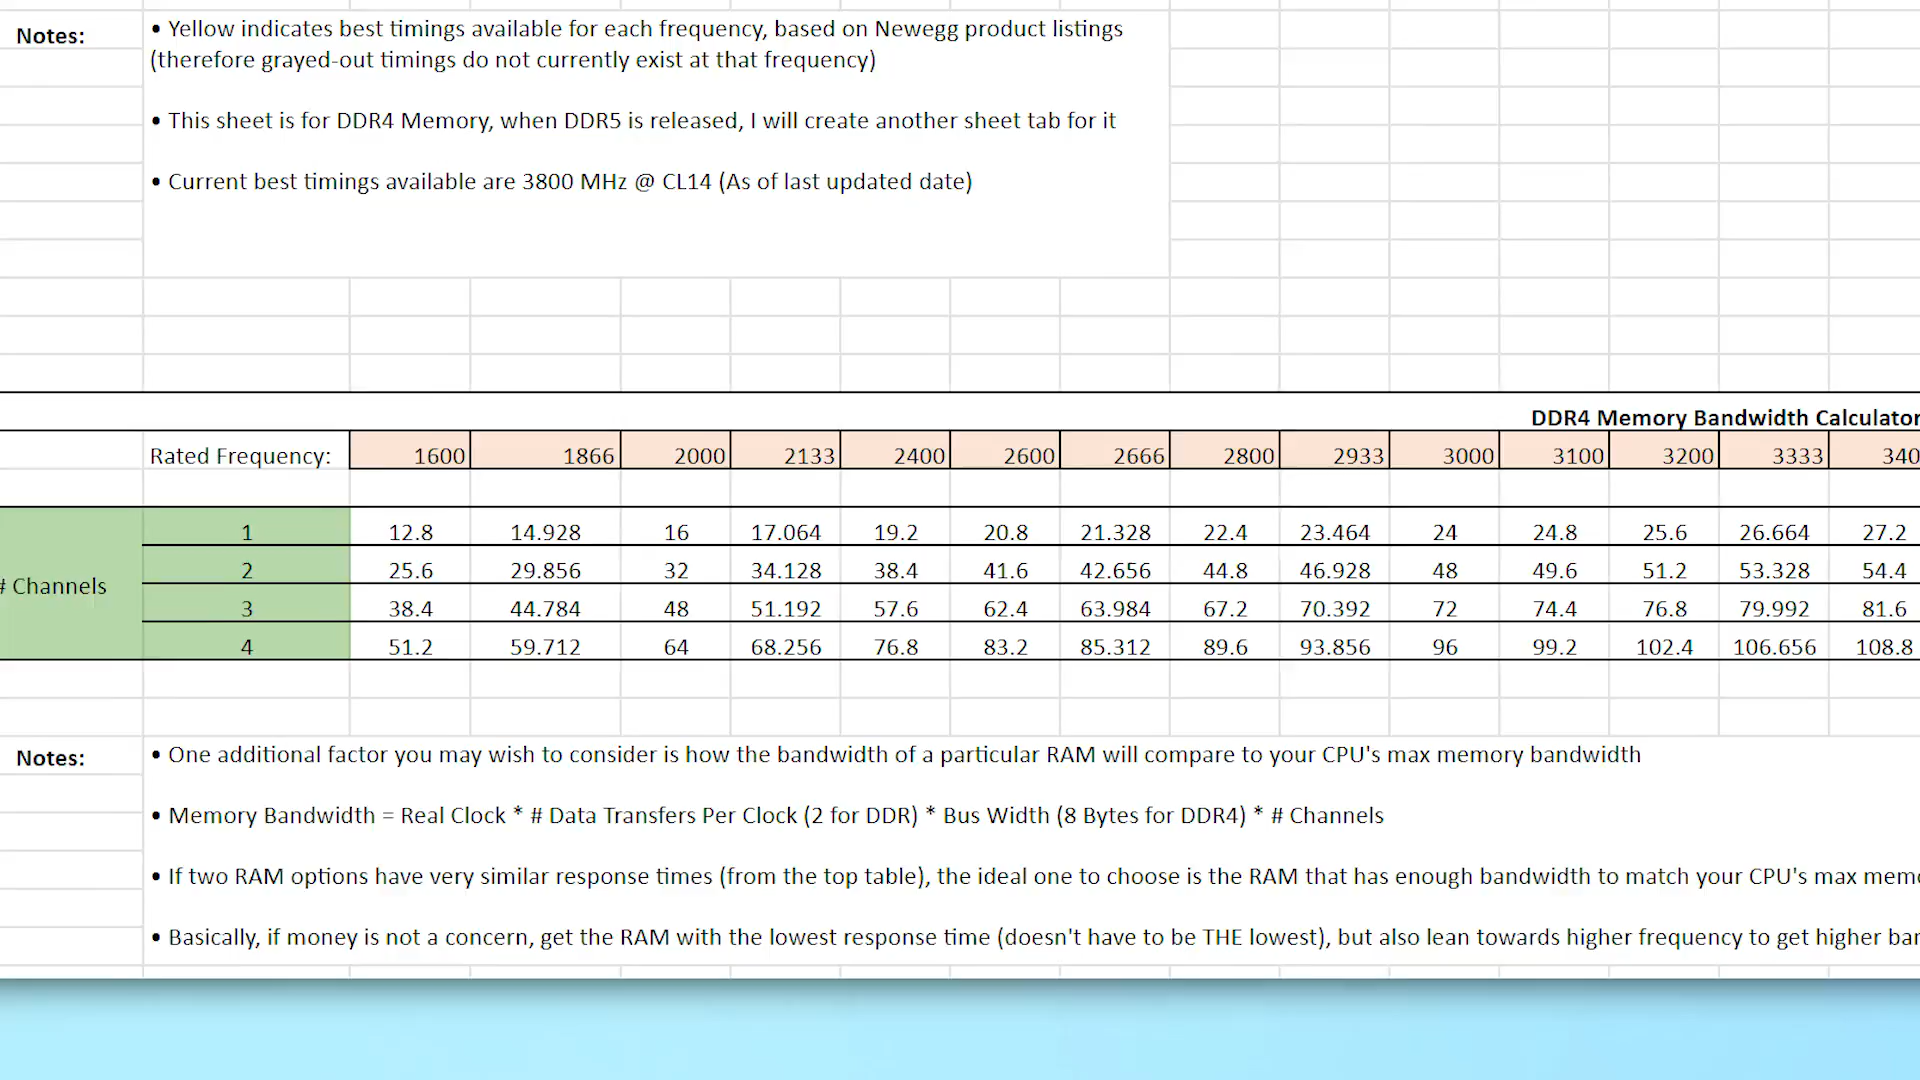 Notes:
• Yellow indicates best timings available for each frequency, based on Newegg product listings
(therefore grayed-out timings do not currently exist at that frequency)
• This sheet is for DDR4 Memory, when DDR5 is released, I will create another sheet tab for it
• Current best timings available are 3800 MHz @ CL14 (As of last updated date)
DDR4 Memory Bandwidth Calculator
Rated Frequency: 1600 1866 2000 2133 2400 2600 2666 2800 2933 3000 3100 3200 3333 340
# Channels
1 12.8 14.928 16 17.064 19.2 20.8 21.328 22.4 23.464 24 24.8 25.6 26.664 27.2
2 25.6 29.856 32 34.128 38.4 41.6 42.656 44.8 46.928 48 49.6 51.2 53.328 54.4
3 38.4 44.784 48 51.192 57.6 62.4 63.984 67.2 70.392 72 74.4 76.8 79.992 81.6
4 51.2 59.712 64 68.256 76.8 83.2 85.312 89.6 93.856 96 99.2 102.4 106.656 108.8
Notes:
• One additional factor you may wish to consider is how the bandwidth of a particular RAM will compare to your CPU's max memory bandwidth
• Memory Bandwidth = Real Clock * # Data Transfers Per Clock (2 for DDR) * Bus Width (8 Bytes for DDR4) * # Channels
• If two RAM options have very similar response times (from the top table), the ideal one to choose is the RAM that has enough bandwidth to match your CPU's max
• Basically, if money is not a concern, get the RAM with the lowest response time (doesn't have to be THE lowest), but also lean towards higher frequency to get higher